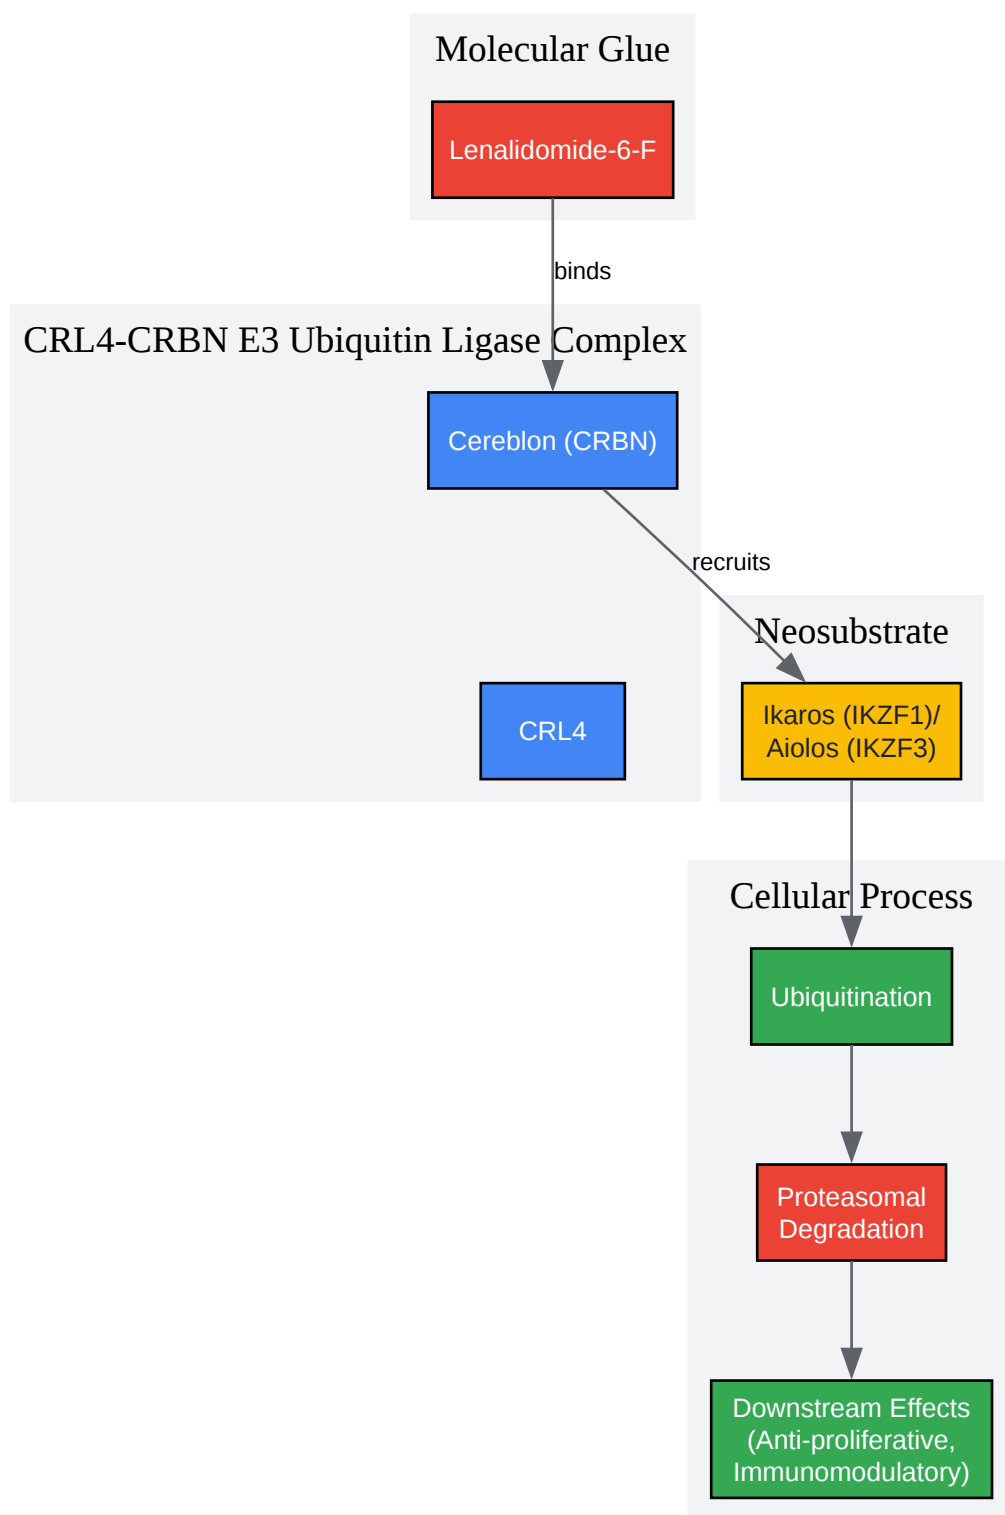 Molecular Glue
Lenalidomide-6-F
binds
CRL4-CRBN E3 Ubiquitin Ligase Complex
Cereblon (CRBN)
recruits
Neosubstrate
CRL4
Ikaros (IKZF1)/
Aiolos (IKZF3)
Cellular Process
Ubiquitination
Proteasomal
Degradation
Downstream Effects
(Anti-proliferative,
Immunomodulatory)